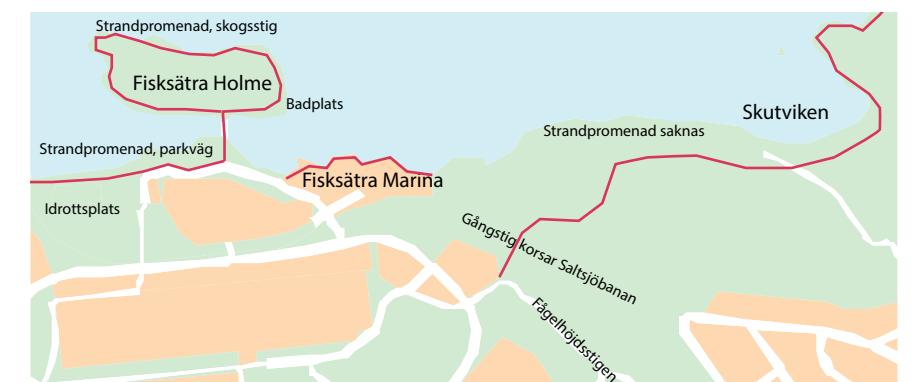 Strandpromenad, skogsstig
Fisksätra Holme
Badplats
Skutviken
Strandpromenad saknas
Strandpromenad, parkväg
Fisksätra Marina
Idrottsplats
Gångstig korsar Saltsjöbanan
Fågelhöjdsstigen